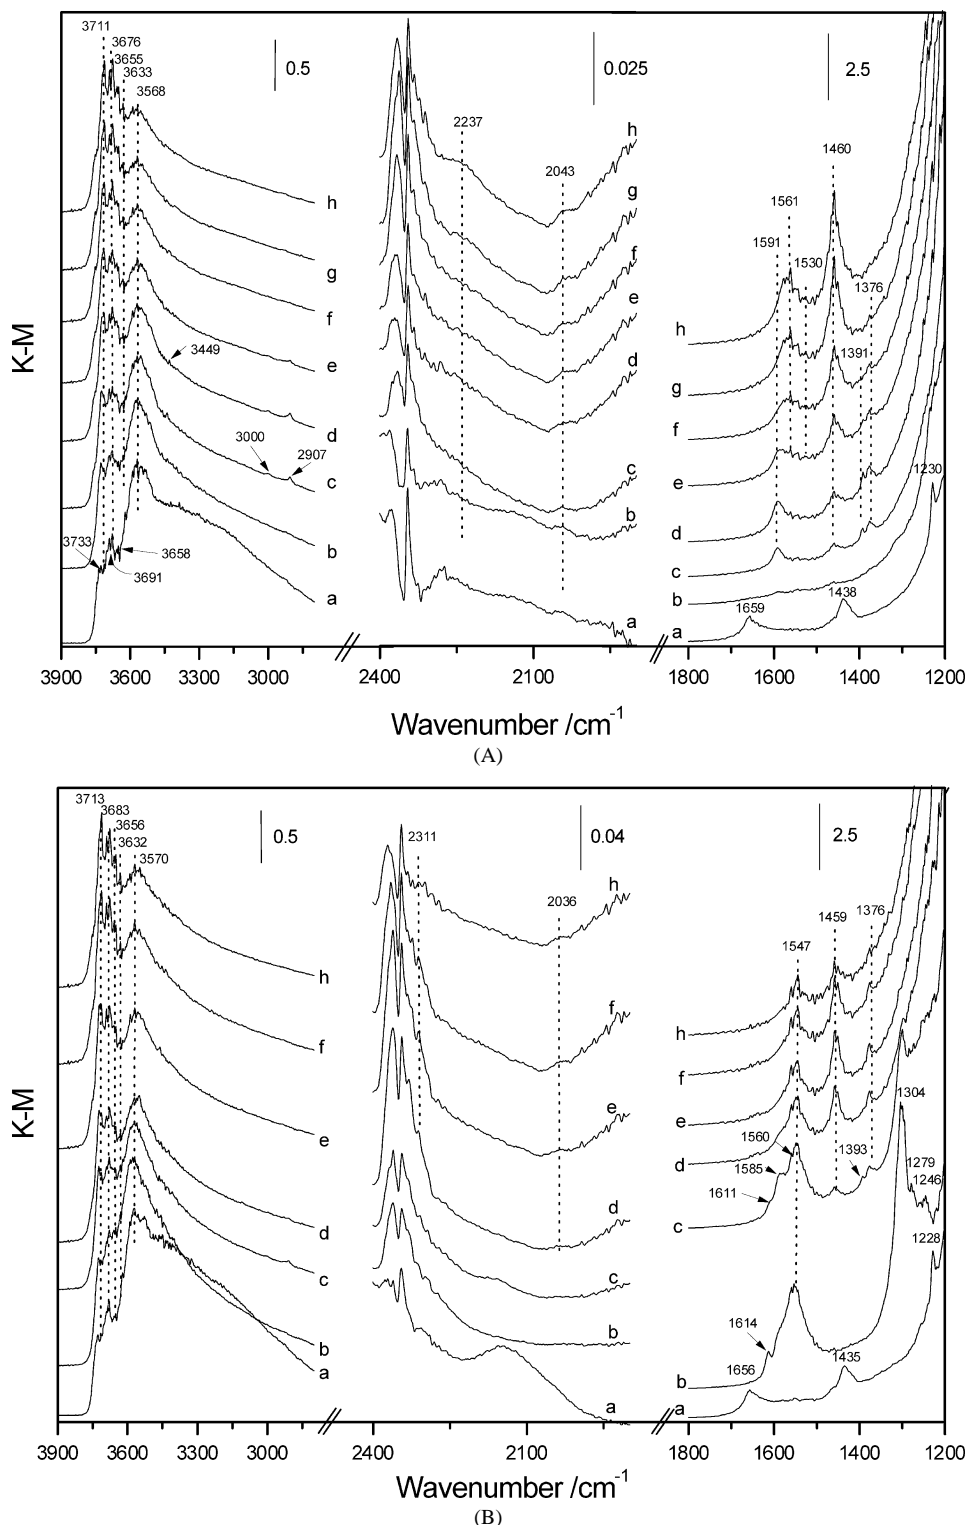 3711
3676
3655
3633
3568
0.5
0.025
2.5
2237
2043
1460
1561
1591
1530
1376
1391
1230
1438
1659
3449
3000
2907
3733
3658
3691
h
g
f
e
d
c
b
a
h
g
f
e
d
c
b
a
h
g
f
e
d
c
b
a
K-M
3900 3600 3300 3000 2400 2100 1800 1600 1400 1200
Wavenumber /cm-1
(A)
3713
3683
3656
3632
3570
0.5
0.04
2.5
2311
2036
1547
1459
1376
1304
1279
1246
1228
1560
1585
1611
1393
1614
1656
1435
h
f
e
d
c
b
a
h
f
e
d
c
b
a
h
f
e
d
c
b
a
K-M
3900 3600 3300 3000 2400 2100 1800 1600 1400 1200
Wavenumber /cm-1
(B)